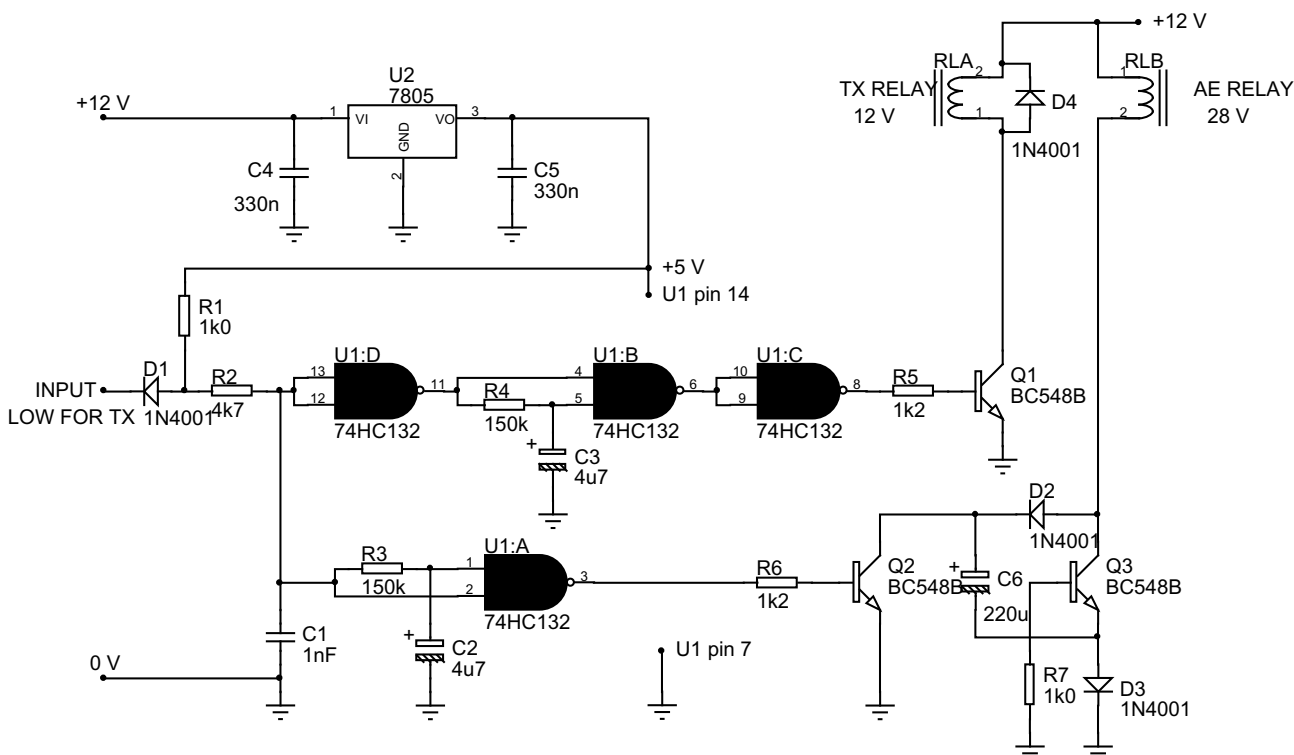 +12 V
U2
7805
1
VI
VO
3
GND
2
C4
330n
C5
330n
+5 V
U1 pin 14
RLA
2
1
TX RELAY
12 V
D4
1N4001
+12 V
RLB
1
2
AE RELAY
28 V
R1
1k0
INPUT
LOW FOR TX
D1
1N4001
R2
4k7
U1:D
13
12
11
74HC132
R4
150k
C3
4u7
+
U1:B
4
5
6
74HC132
U1:C
10
9
8
74HC132
R5
1k2
Q1
BC548B
R3
150k
U1:A
1
2
3
74HC132
+
C2
4u7
C1
1nF
0 V
R6
1k2
U1 pin 7
Q2
BC548B
D2
1N4001
+
C6
220u
Q3
BC548B
R7
1k0
D3
1N4001